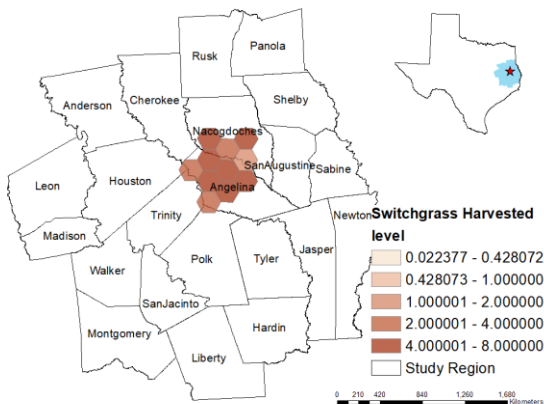 Panola
Rusk
Cherokee
Anderson
Shelby
Nacogdoches
SanAugustine
Sabine
Houston
Leon
Angelina
Trinity
Newton
Madison
Jasper
Polk
Tyler
Walker
SanJacinto
Hardin
Montgomery
Liberty
Switchgrass Harvested
level
0.022377 - 0.428072
0.428073 - 1.000000
1.000001 - 2.000000
2.000001 - 4.000000
4.000001 - 8.000000
Study Region
0 210 420 840 1,260 1,680
Kilometers